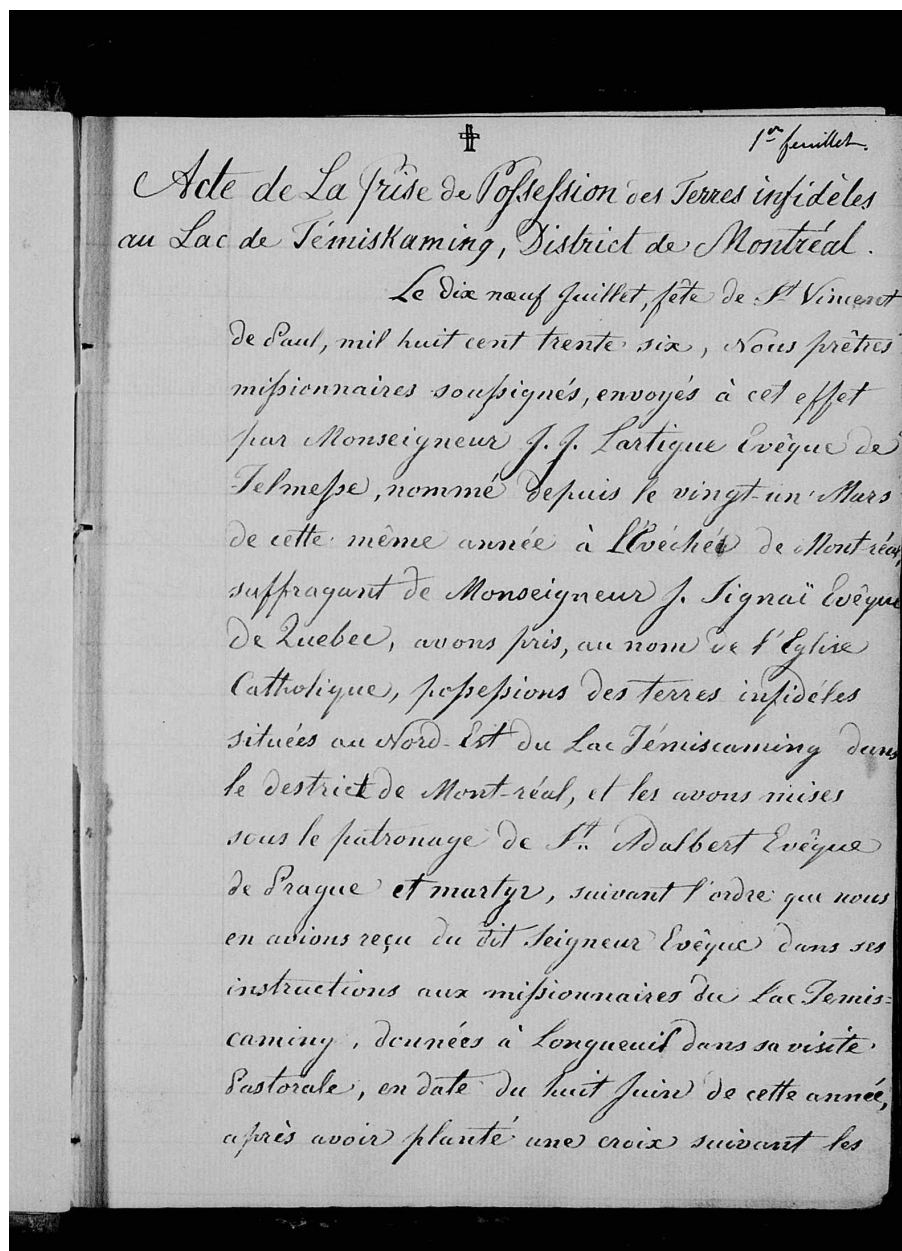 1er feuillet.
Acte de La Prise de Possession des Terres infidèles
au Lac de Témiskaming, District de Montréal.
Le dix neuf Juillet, fête de St Vincent
de Paul, mil huit cent trente six, Nous prêtres
missionnaires soussignés, envoyés à cet effet
par Monseigneur J. J. Lartigue Evêque de
Telmesse, nommé depuis le vingt-un Mars
de cette même année à l'Evêché de Mont-réal,
suffragant de Monseigneur J. Signaï Evêque
de Quebec, avons pris, au nom de l'Eglise
Catholique, possessions des terres infidéles
situées au Nord-Est du Lac Témiscaming dans
le destrict de Mont-réal, et les avons mises
sous le patronage de St. Adalbert Evêque
de Prague et martyr, suivant l'ordre que nous
en avions reçu du dit Seigneur Evêque dans ses
instructions aux missionnaires du Lac Temis=
caming, données à Longueuil dans sa visite
Pastorale, en date du huit Juin de cette année,
après avoir planté une croix suivant les